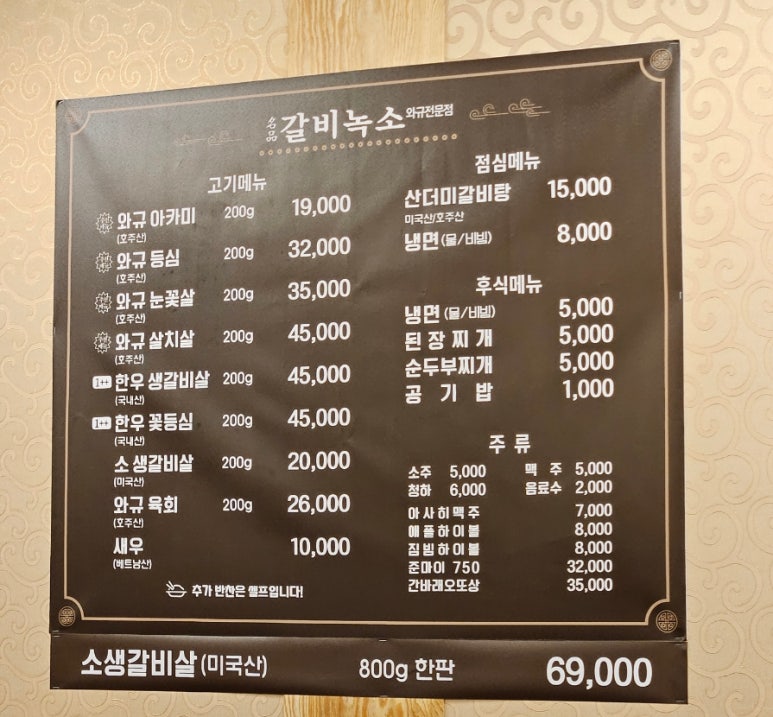 名品 갈비녹소 와규전문점
고기메뉴
와규 아카미 200g 19,000
(호주산)
와규 등심 200g 32,000
(호주산)
와규 눈꽃살 200g 35,000
(호주산)
와규 살치살 200g 45,000
(호주산)
1++ 한우 생갈비살 200g 45,000
(국내산)
1++ 한우 꽃등심 200g 45,000
(국내산)
소 생갈비살 200g 20,000
(미국산)
와규 육회 200g 26,000
(호주산)
새우 10,000
(베트남산)
추가 반찬은 셀프입니다!
점심메뉴
산더미갈비탕 15,000
미국산/호주산
냉면(물/비빔) 8,000
후식메뉴
냉면(물/비빔) 5,000
된장찌개 5,000
순두부찌개 5,000
공기밥 1,000
주류
소주 5,000 맥주 5,000
청하 6,000 음료수 2,000
아사히맥주 7,000
애플하이볼 8,000
짐빔하이볼 8,000
준마이 750 32,000
간바레오또상 35,000
소생갈비살(미국산) 800g 한판 69,000